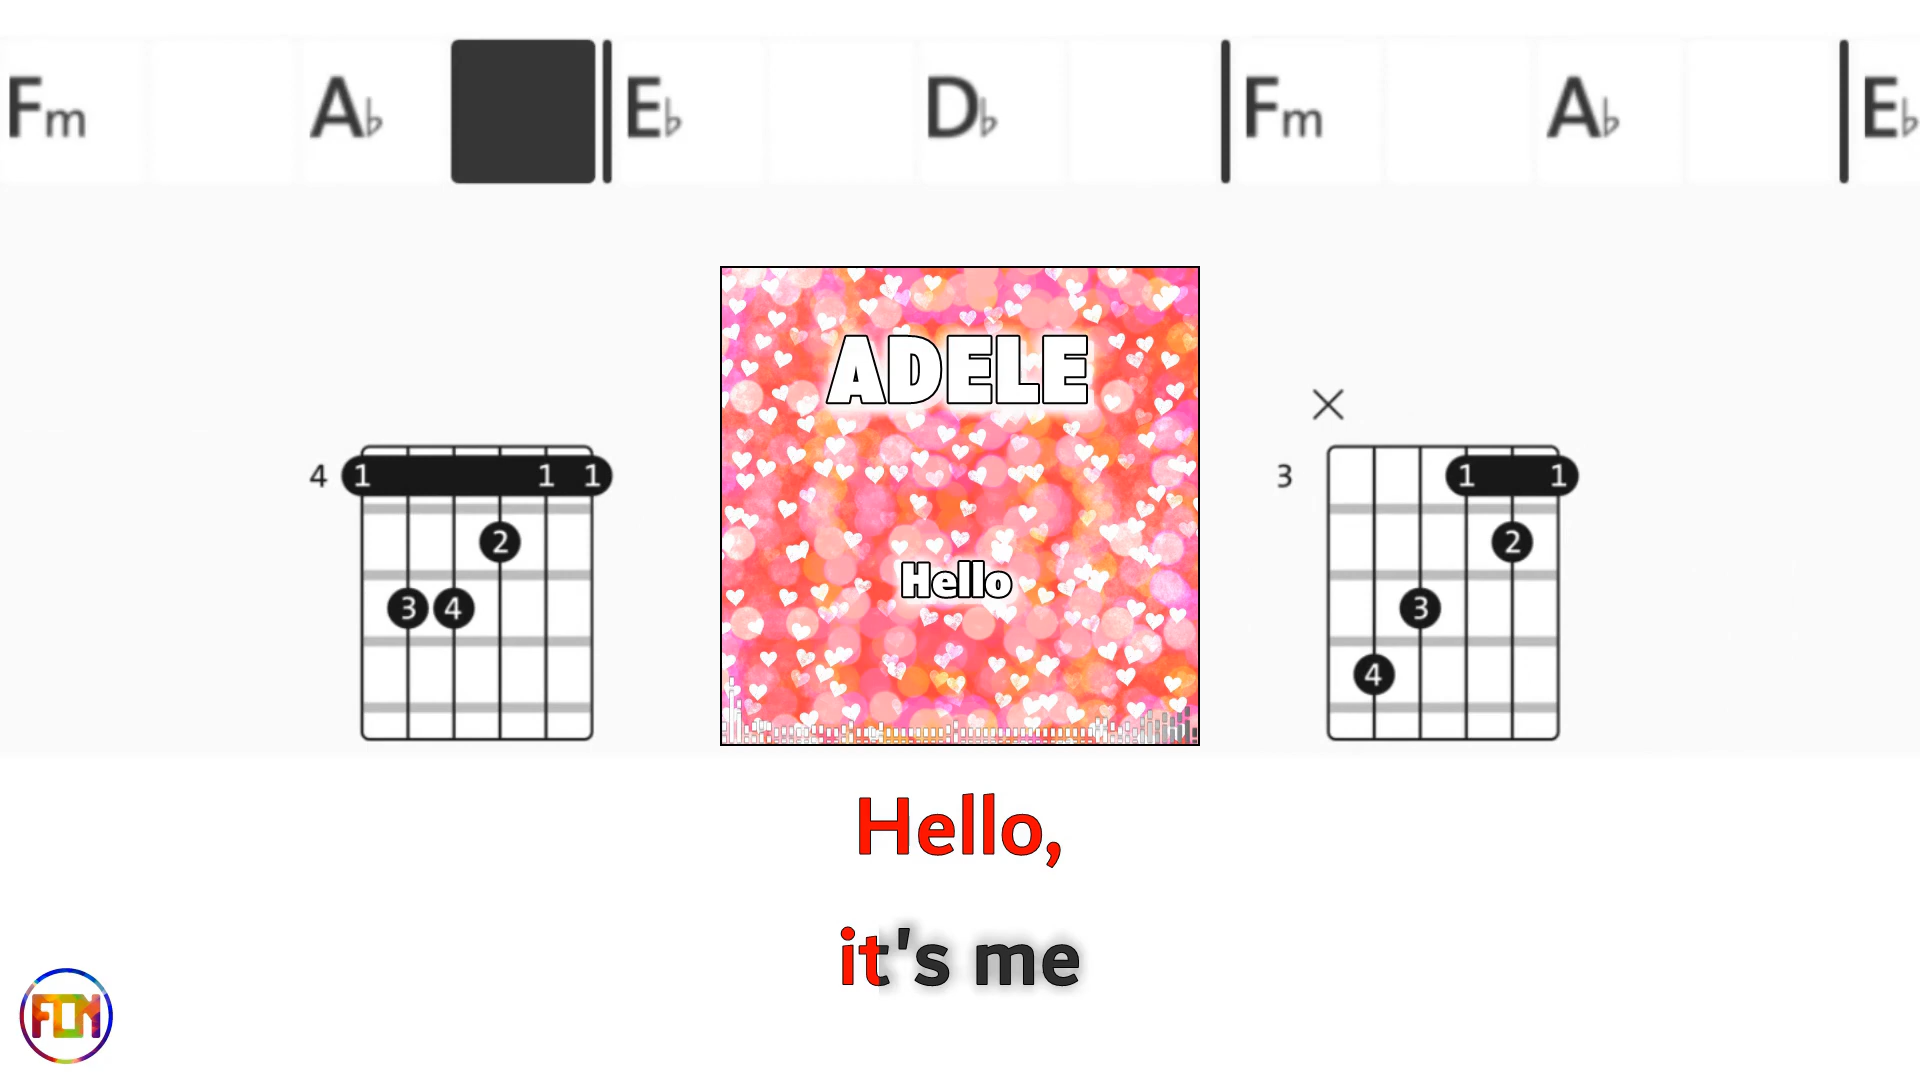 Fm A♭ E♭ D♭ Fm A♭ E♭
ADELE
Hello
4 1 1 1
2
3 4
3 1 1
2
3
4
Hello,
it's me
FOM